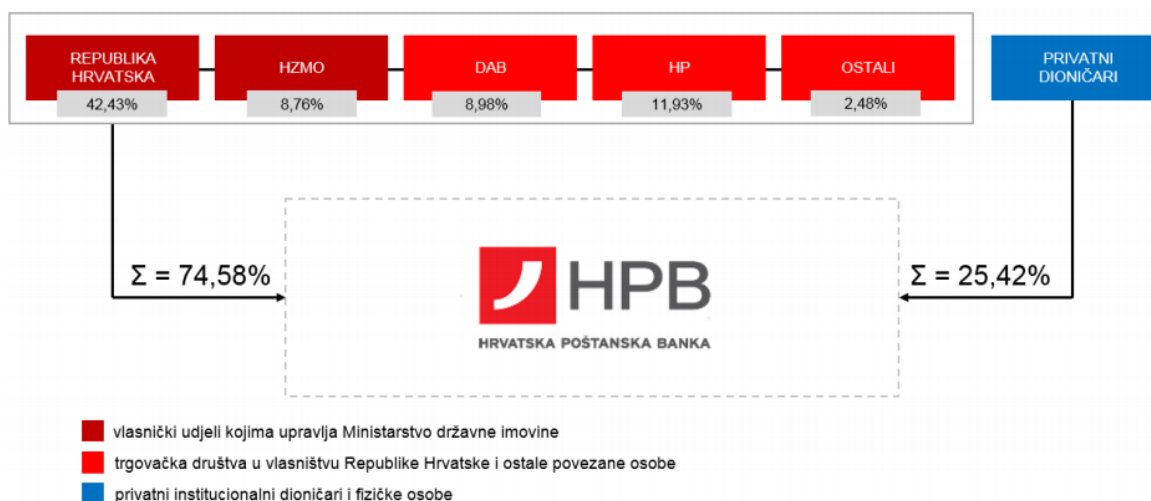 REPUBLIKA
HRVATSKA
42,43%
HZMO
8,76%
DAB
8,98%
HP
11,93%
OSTALI
2,48%
PRIVATNI
DIONIČARI
Σ = 74,58%
Σ = 25,42%
HPB
HRVATSKA POŠTANSKA BANKA
vlasnički udjeli kojima upravlja Ministarstvo državne imovine
trgovačka društva u vlasništvu Republike Hrvatske i ostale povezane osobe
privatni institucionalni dioničari i fizičke osobe